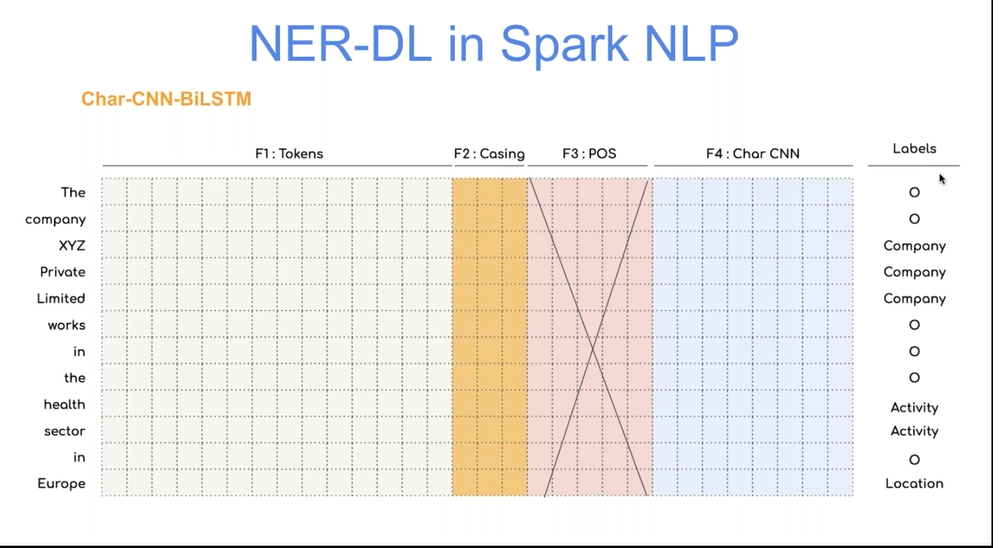 NER-DL in Spark NLP
Char-CNN-BiLSTM
F1 : Tokens F2 : Casing F3 : POS F4 : Char CNN Labels
The O
company O
XYZ Company
Private Company
Limited Company
works O
in O
the O
health Activity
sector Activity
in O
Europe Location